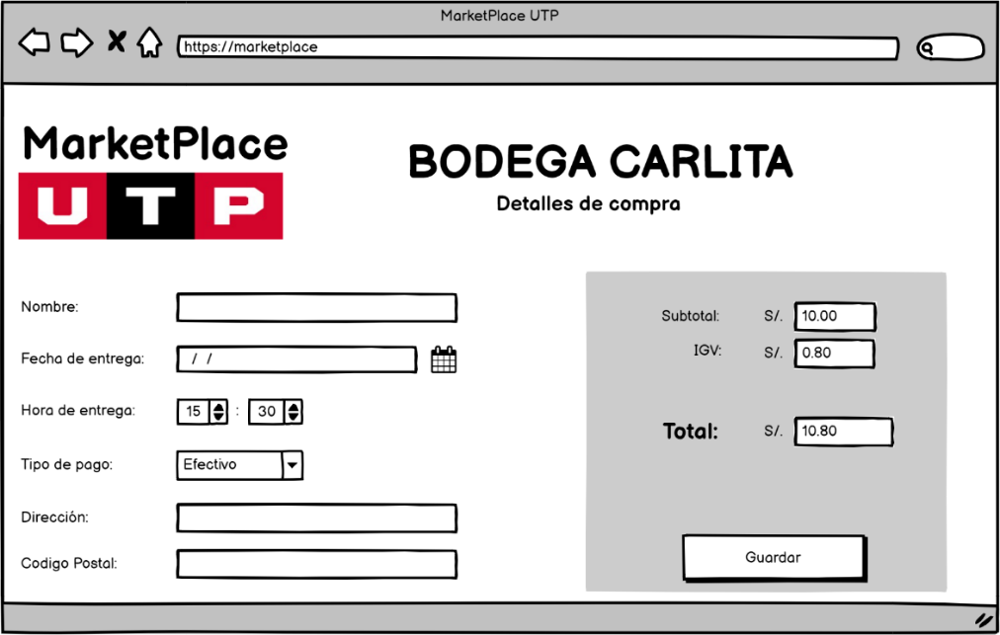 MarketPlace UTP
https://marketplace
MarketPlace
UTP
BODEGA CARLITA
Detalles de compra
Nombre:
Fecha de entrega: / /
Hora de entrega: 15 : 30
Tipo de pago: Efectivo
Dirección:
Codigo Postal:
Subtotal: S/. 10.00
IGV: S/. 0.80
Total: S/. 10.80
Guardar